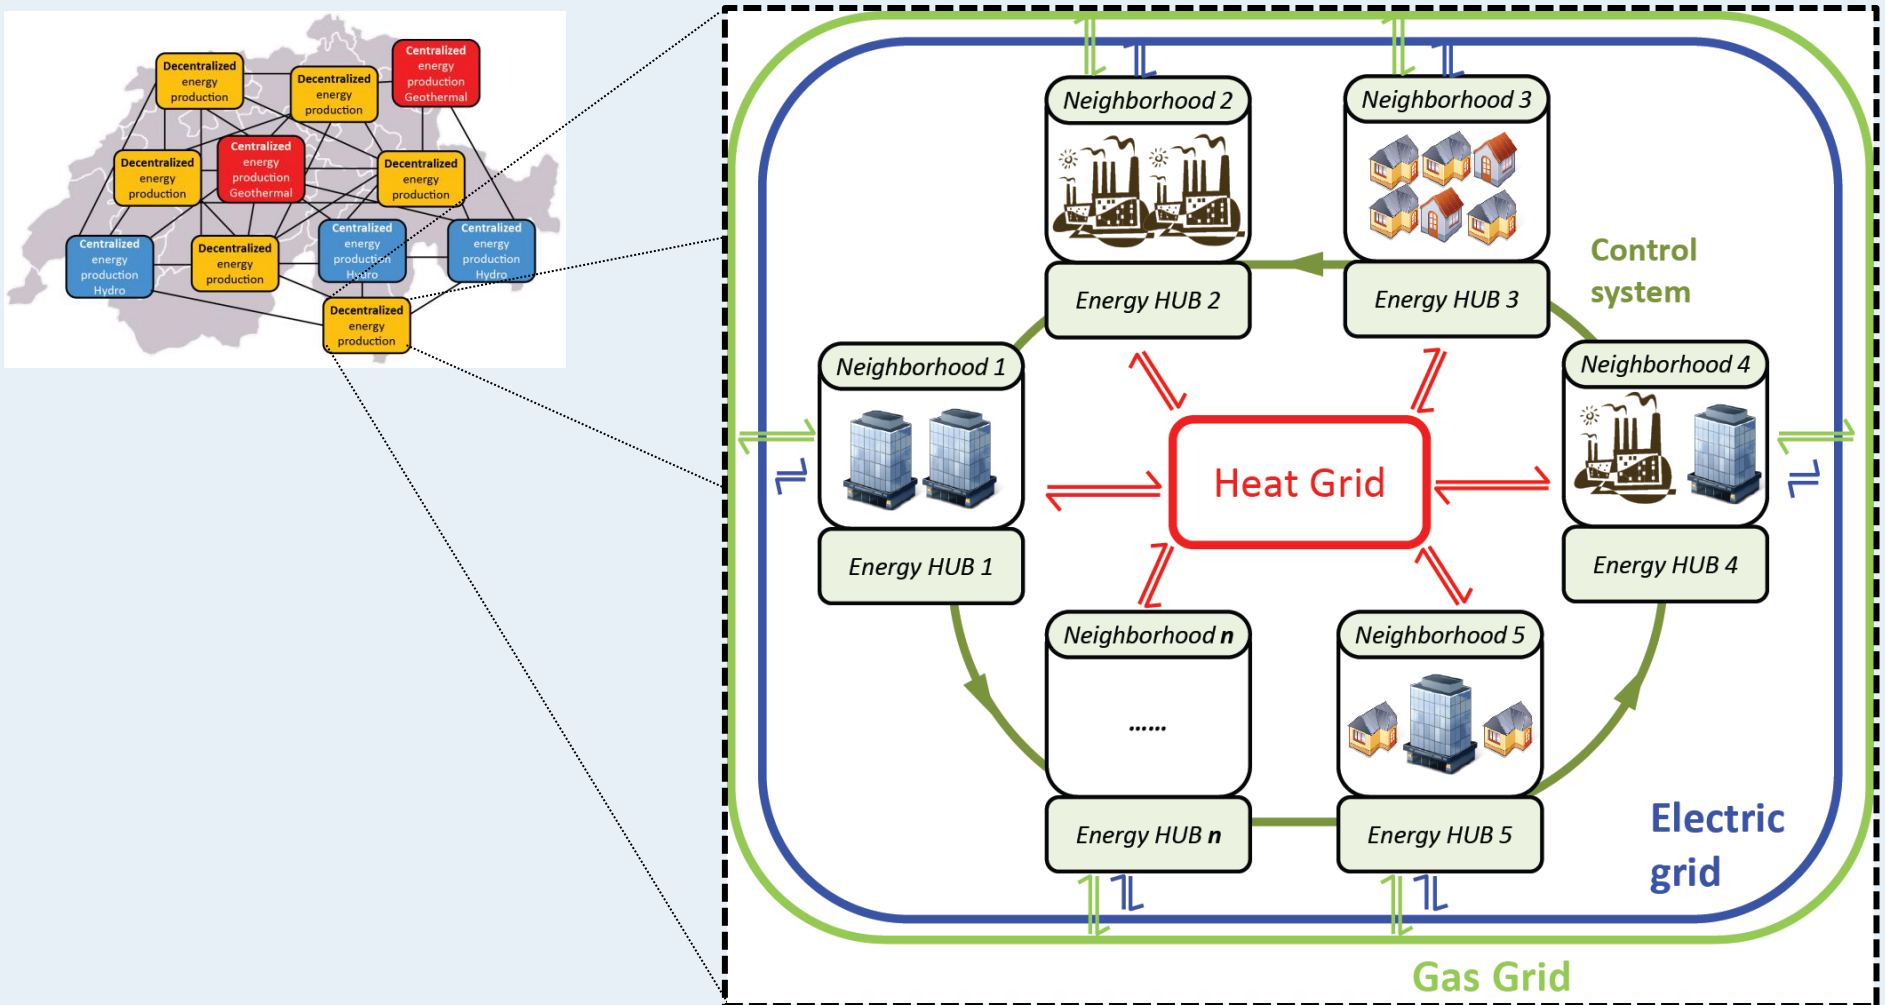 Decentralized
energy
production
Decentralized
energy
production
Centralized
energy
production
Geothermal
Decentralized
energy
production
Centralized
energy
production
Geothermal
Decentralized
energy
production
Centralized
energy
production
Hydro
Decentralized
energy
production
Centralized
energy
production
Hydro
Centralized
energy
production
Hydro
Decentralized
energy
production
Neighborhood 2
Energy HUB 2
Neighborhood 3
Energy HUB 3
Control
system
Neighborhood 1
Energy HUB 1
Heat Grid
Neighborhood 4
Energy HUB 4
Neighborhood n
......
Energy HUB n
Neighborhood 5
Energy HUB 5
Electric
grid
Gas Grid